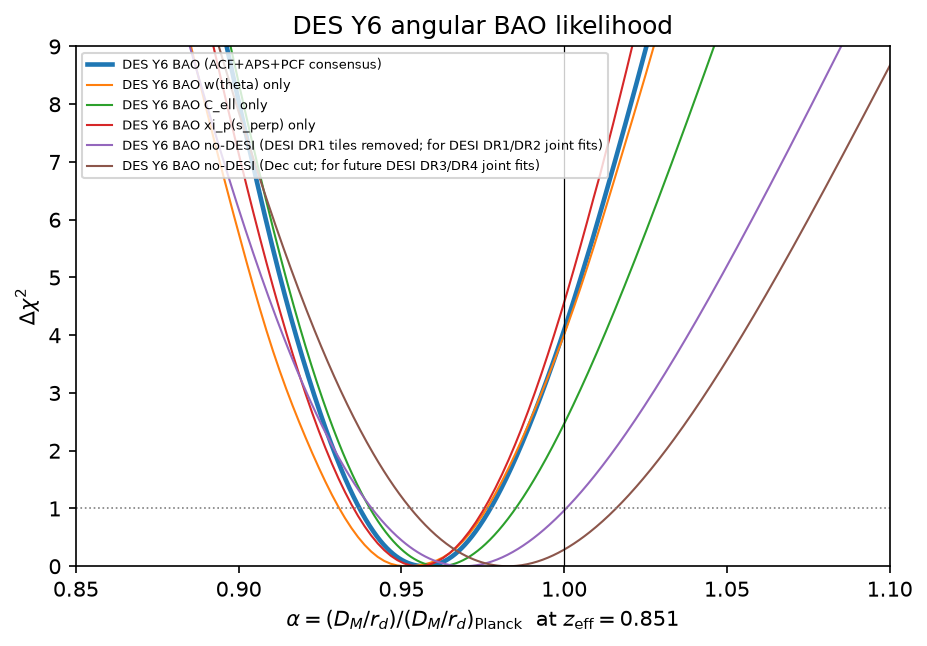 DES Y6 angular BAO likelihood
DES Y6 BAO (ACF+APS+PCF consensus)
DES Y6 BAO w(theta) only
DES Y6 BAO C_ell only
DES Y6 BAO xi_p(s_perp) only
DES Y6 BAO no-DESI (DESI DR1 tiles removed; for DESI DR1/DR2 joint fits)
DES Y6 BAO no-DESI (Dec cut; for future DESI DR3/DR4 joint fits)
Δχ²
9
8
7
6
5
4
3
2
1
0
0.85 0.90 0.95 1.00 1.05 1.10
α = (D_M/r_d)/(D_M/r_d)_Planck at z_eff = 0.851